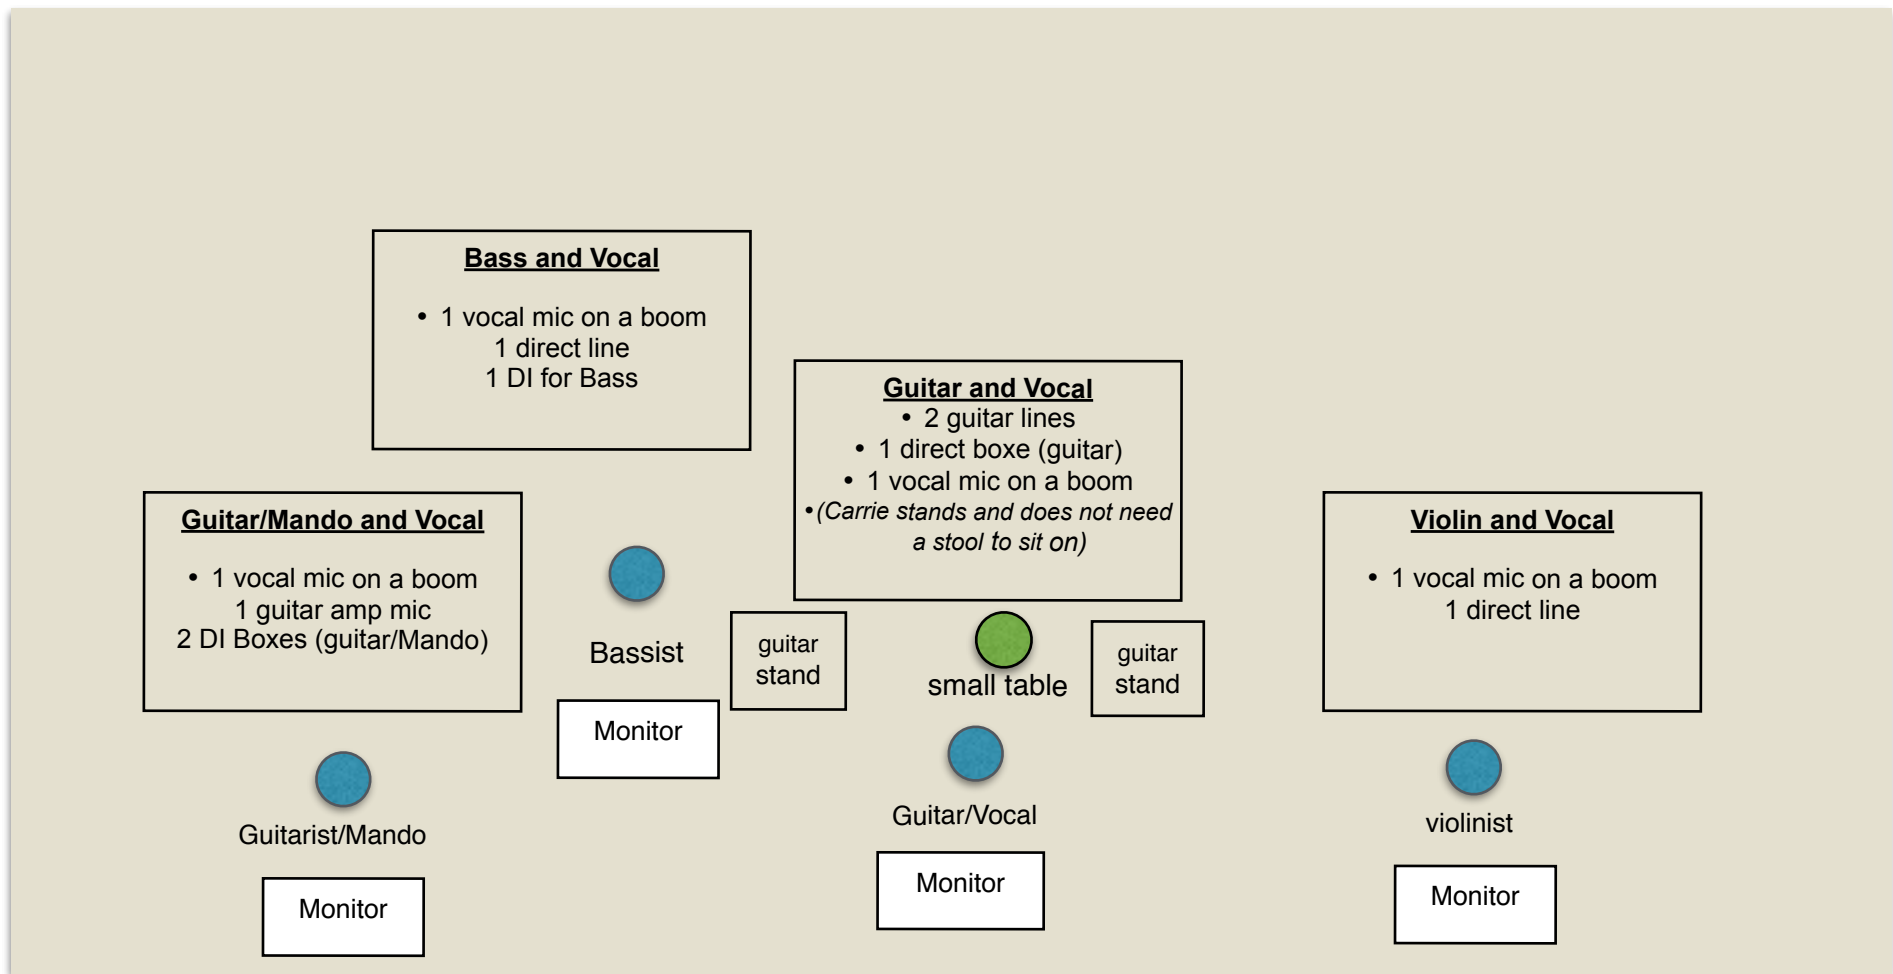 Bass and Vocal
• 1 vocal mic on a boom
1 direct line
1 DI for Bass
Guitar and Vocal
• 2 guitar lines
• 1 direct boxe (guitar)
• 1 vocal mic on a boom
• (Carrie stands and does not need
a stool to sit on)
Guitar/Mando and Vocal
• 1 vocal mic on a boom
1 guitar amp mic
2 DI Boxes (guitar/Mando)
Violin and Vocal
• 1 vocal mic on a boom
1 direct line
Bassist
guitar
stand
small table
guitar
stand
Monitor
Guitarist/Mando
Guitar/Vocal
violinist
Monitor
Monitor
Monitor